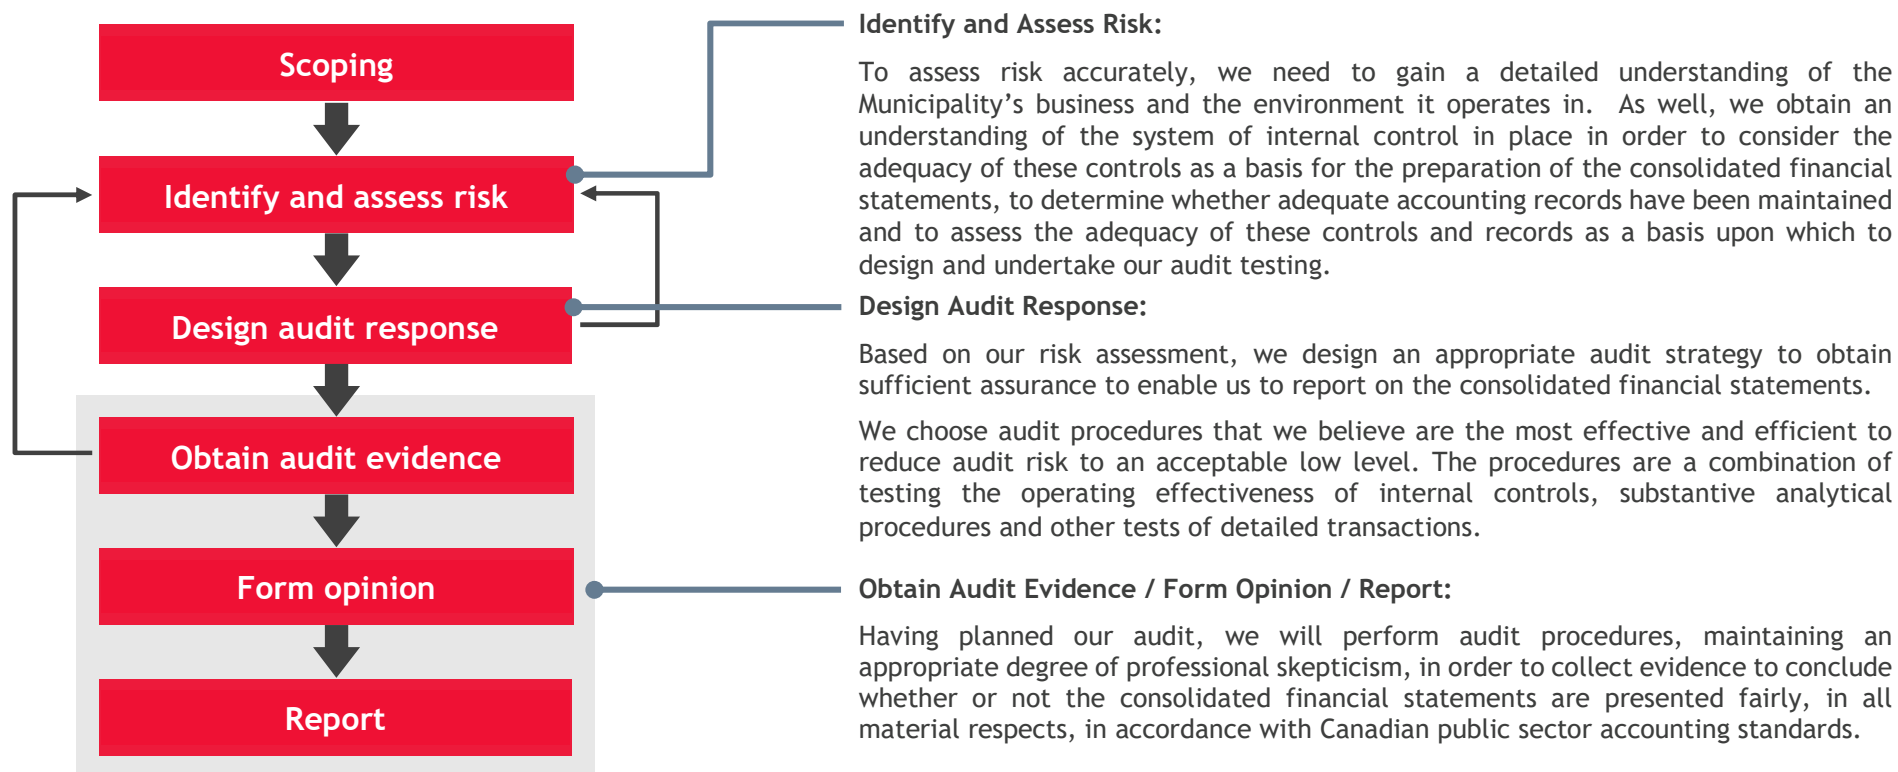 Scoping
Identify and assess risk
Design audit response
Obtain audit evidence
Form opinion
Report
Identify and Assess Risk:
To assess risk accurately, we need to gain a detailed understanding of the
Municipality’s business and the environment it operates in. As well, we obtain an
understanding of the system of internal control in place in order to consider the
adequacy of these controls as a basis for the preparation of the consolidated financial
statements, to determine whether adequate accounting records have been maintained
and to assess the adequacy of these controls and records as a basis upon which to
design and undertake our audit testing.
Design Audit Response:
Based on our risk assessment, we design an appropriate audit strategy to obtain
sufficient assurance to enable us to report on the consolidated financial statements.
We choose audit procedures that we believe are the most effective and efficient to
reduce audit risk to an acceptable low level. The procedures are a combination of
testing the operating effectiveness of internal controls, substantive analytical
procedures and other tests of detailed transactions.
Obtain Audit Evidence / Form Opinion / Report:
Having planned our audit, we will perform audit procedures, maintaining an
appropriate degree of professional skepticism, in order to collect evidence to conclude
whether or not the consolidated financial statements are presented fairly, in all
material respects, in accordance with Canadian public sector accounting standards.